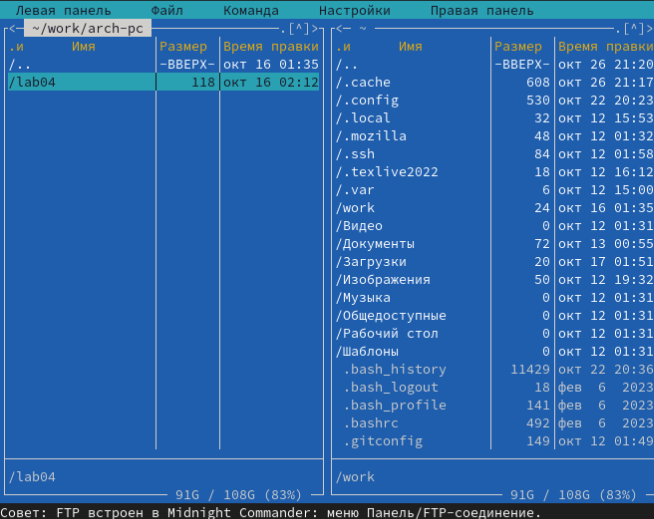 Левая панель Файл Команда Настройки Правая панель
<─ ~/work/arch-pc .[^]>
.и Имя Размер Время правки
/.. -ВВЕРХ- окт 16 01:35
/lab04 118 окт 16 02:12
/lab04
91G / 108G (83%)
<─ ~ .[^]>
.и Имя Размер Время правки
/.. -ВВЕРХ- окт 26 21:20
/.cache 608 окт 26 21:17
/.config 530 окт 22 20:23
/.local 32 окт 12 15:53
/.mozilla 48 окт 12 01:32
/.ssh 84 окт 12 01:58
/.texlive2022 18 окт 12 16:12
/.var 6 окт 12 15:00
/work 24 окт 16 01:35
/Видео 0 окт 12 01:31
/Документы 72 окт 13 00:55
/Загрузки 20 окт 17 01:51
/Изображения 50 окт 12 19:32
/Музыка 0 окт 12 01:31
/Общедоступные 0 окт 12 01:31
/Рабочий стол 0 окт 12 01:31
/Шаблоны 0 окт 12 01:31
.bash_history 11429 окт 22 20:36
.bash_logout 18 фев 6 2023
.bash_profile 141 фев 6 2023
.bashrc 492 фев 6 2023
.gitconfig 149 окт 12 01:49
/work
91G / 108G (83%)
Совет: FTP встроен в Midnight Commander: меню Панель/FTP-соединение.